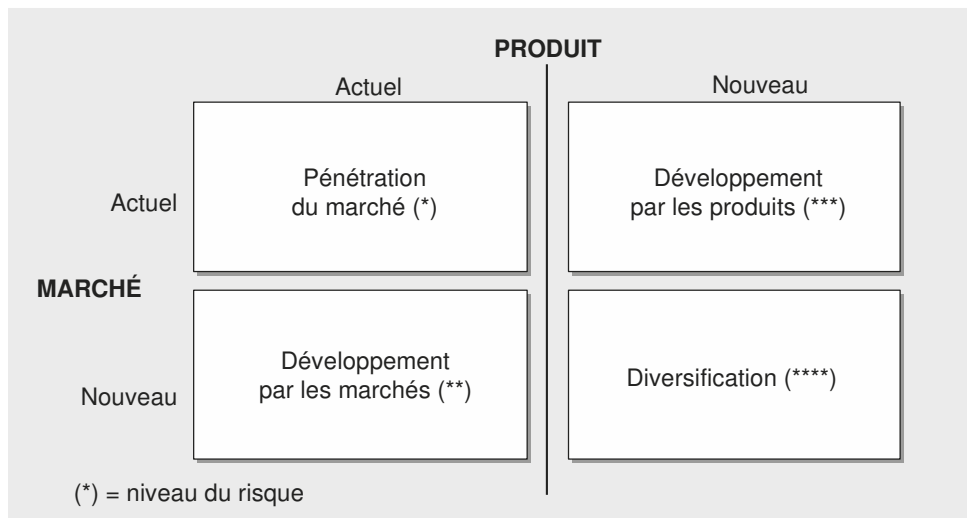 PRODUIT
Actuel
Nouveau
Actuel
Pénétration
du marché (*)
Développement
par les produits (***)
MARCHÉ
Nouveau
Développement
par les marchés (**)
Diversification (****)
(*) = niveau du risque